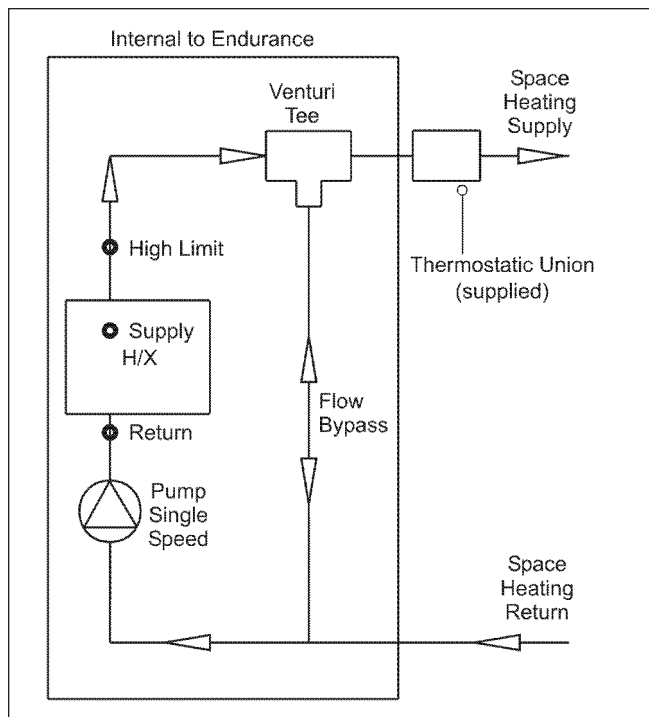 Internal to Endurance
Venturi
Tee
Space
Heating
Supply
High Limit
Thermostatic Union
(supplied)
Supply
H/X
Flow
Bypass
Return
Pump
Single
Speed
Space
Heating
Return